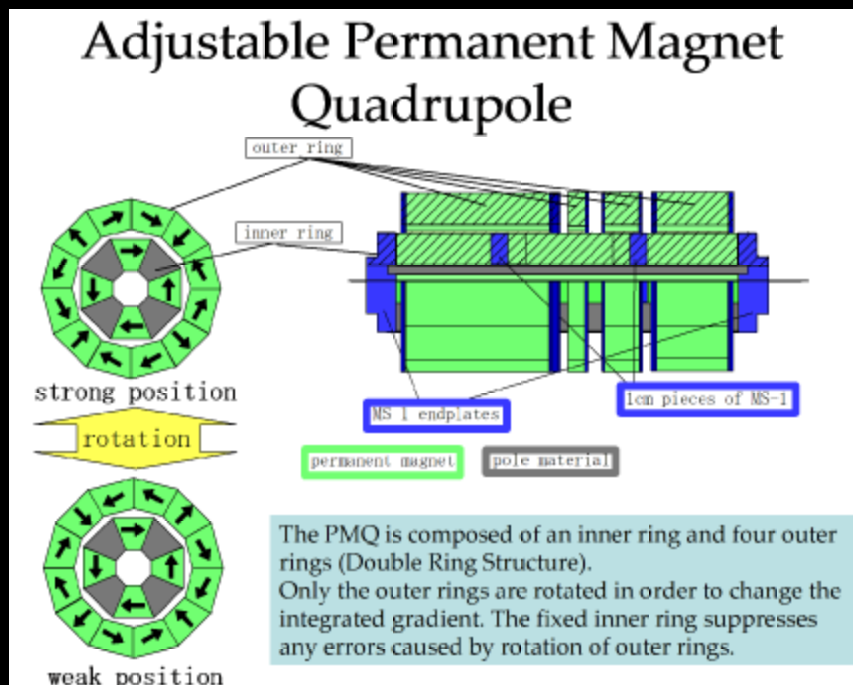 Adjustable Permanent Magnet
Quadrupole
outer ring
inner ring
strong position
rotation
weak position
MS 1 endplates
1cm pieces of MS-1
permanent magnet
pole material
The PMQ is composed of an inner ring and four outer
rings (Double Ring Structure).
Only the outer rings are rotated in order to change the
integrated gradient. The fixed inner ring suppresses
any errors caused by rotation of outer rings.